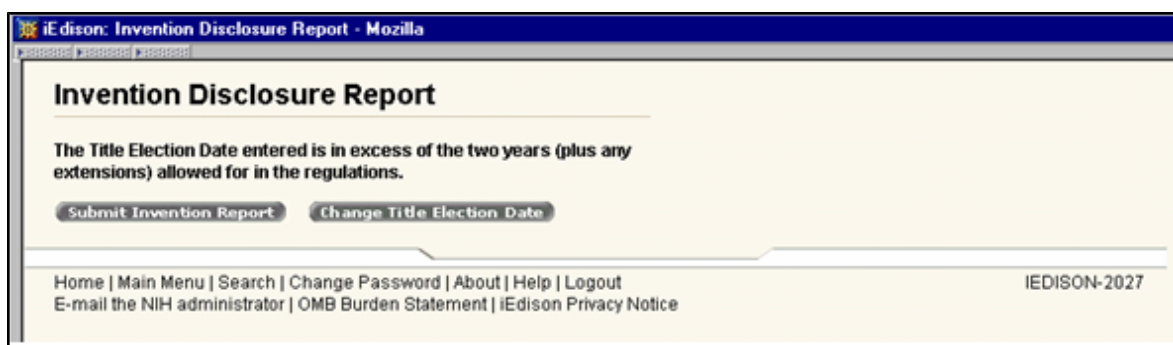 iEdison: Invention Disclosure Report - Mozilla
Invention Disclosure Report
The Title Election Date entered is in excess of the two years (plus any
extensions) allowed for in the regulations.
Submit Invention Report Change Title Election Date
Home | Main Menu | Search | Change Password | About | Help | Logout IEDISON-2027
E-mail the NIH administrator | OMB Burden Statement | iEdison Privacy Notice